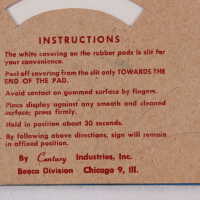 INSTRUCTIONS
The white covering on the rubber pads is slit for
your convenience.
Peel off covering from the slit only TOWARDS THE
END OF THE PAD.
Avoid contact on gummed surface by fingers.
Place display against any smooth and cleaned
surface; press firmly.
Hold in position about 30 seconds.
By following above directions, sign will remain
in affixed position.
By Century Industries, Inc.
Beeco Division Chicago 9, Ill.